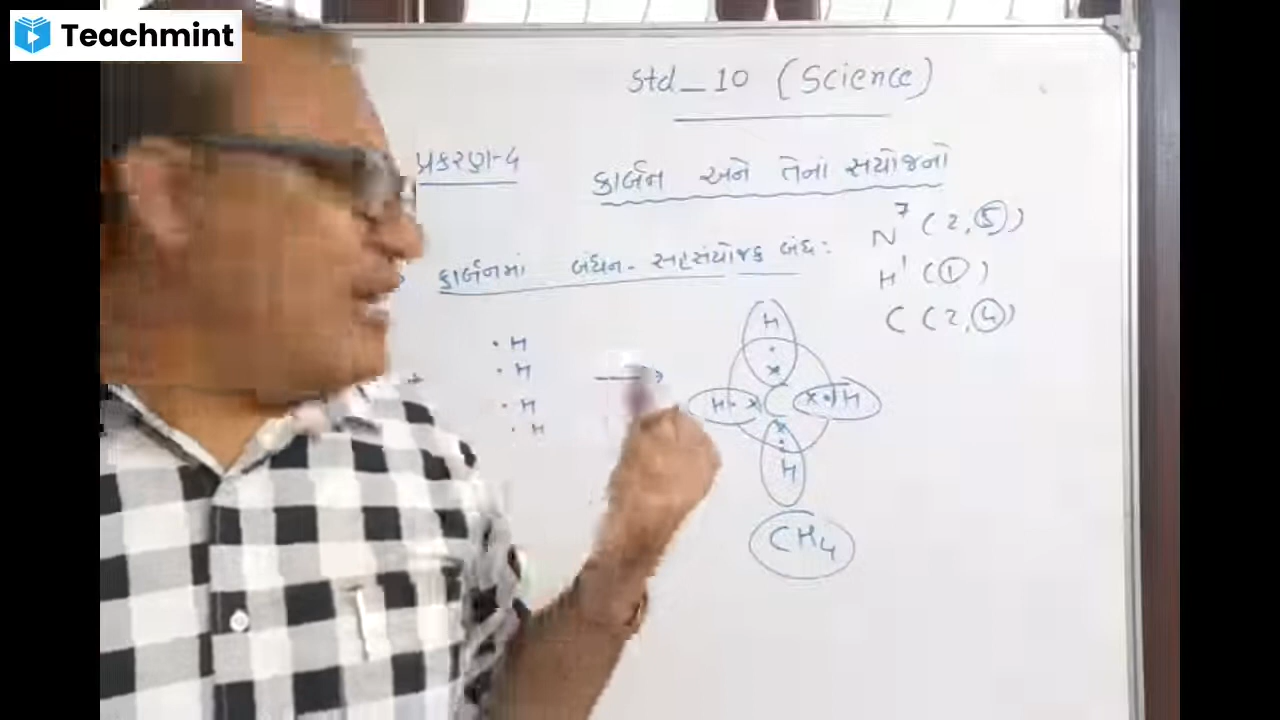 Teachmint
Std_10 (Science)
પ્રકરણ-૪
કાર્બન અને તેનાં સંયોજનો
કાર્બનમાં બંધન - સહસંયોજક બંધ :
N⁷ (2,5)
H¹ (1)
C (2,4)
· H
· H
· H
· H
H
· 
×
H · × C × · H
×
·
H
CH₄